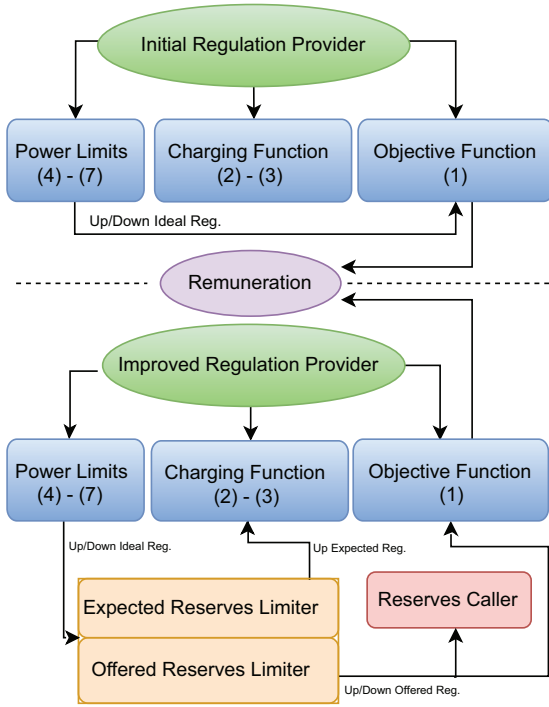 Initial Regulation Provider
Power Limits
(4) - (7)
Charging Function
(2) - (3)
Objective Function
(1)
Up/Down Ideal Reg.
Remuneration
Improved Regulation Provider
Power Limits
(4) - (7)
Charging Function
(2) - (3)
Objective Function
(1)
Up/Down Ideal Reg.
Up Expected Reg.
Expected Reserves Limiter
Reserves Caller
Offered Reserves Limiter
Up/Down Offered Reg.